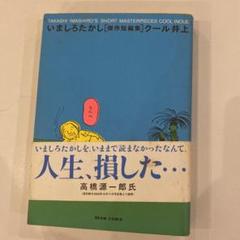 TAKASHI IMASHIRO'S SHORT MASTERPIECES COOL INOUE
いましろたかし[傑作短編集]クール井上
いましろたかしを、いままで読まなかったなんて、
人生、損した…
高橋源一郎氏
BEAM COMIX